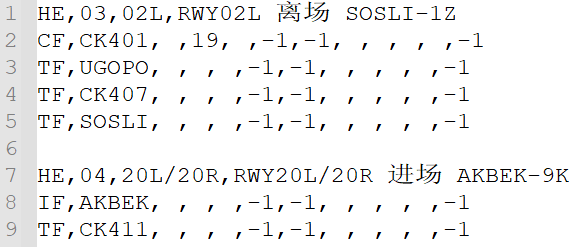 1 HE,03,02L,RWY02L 离场 SOSLI-1Z
2 CF,CK401, ,19, ,-1,-1, , , , ,-1
3 TF,UGOPO, , , ,-1,-1, , , , ,-1
4 TF,CK407, , , ,-1,-1, , , , ,-1
5 TF,SOSLI, , , ,-1,-1, , , , ,-1
6
7 HE,04,20L/20R,RWY20L/20R 进场 AKBEK-9K
8 IF,AKBEK, , , ,-1,-1, , , , ,-1
9 TF,CK411, , , ,-1,-1, , , , ,-1